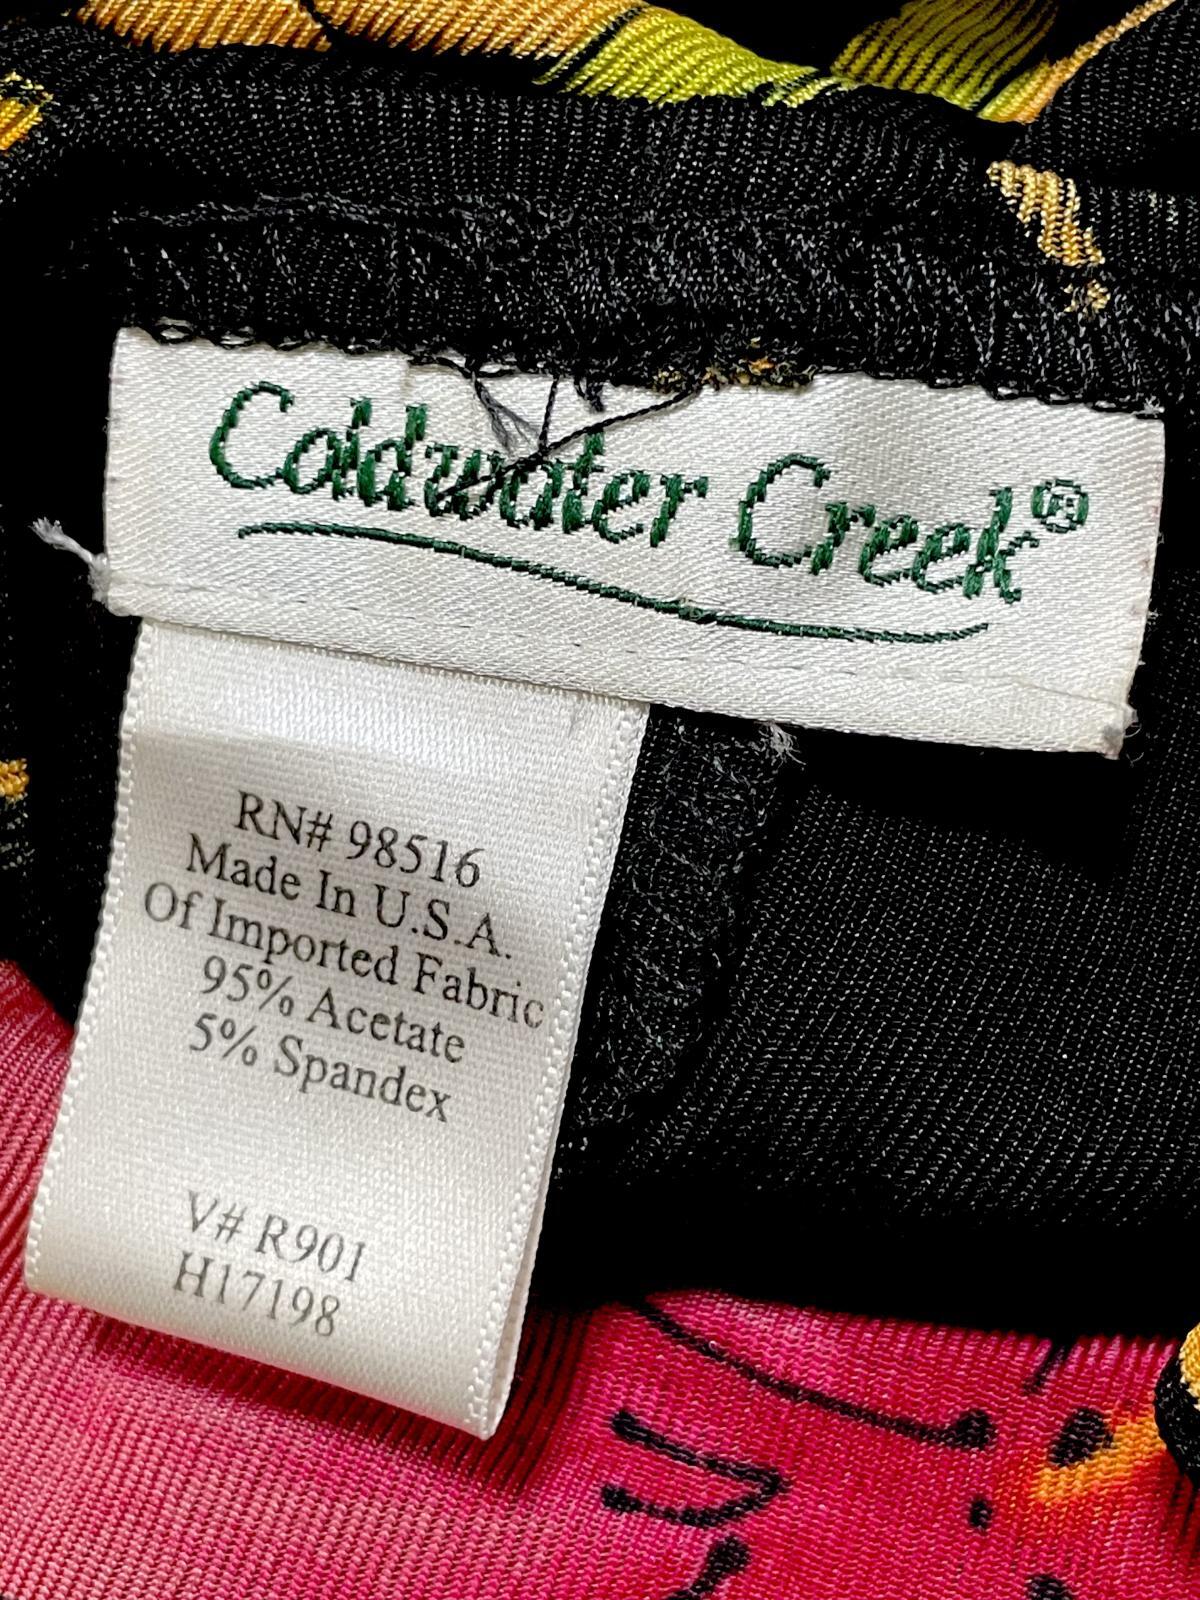 Coldwater Creek®
RN# 98516
Made In U.S.A.
Of Imported Fabric
95% Acetate
5% Spandex
V# R901
H17198